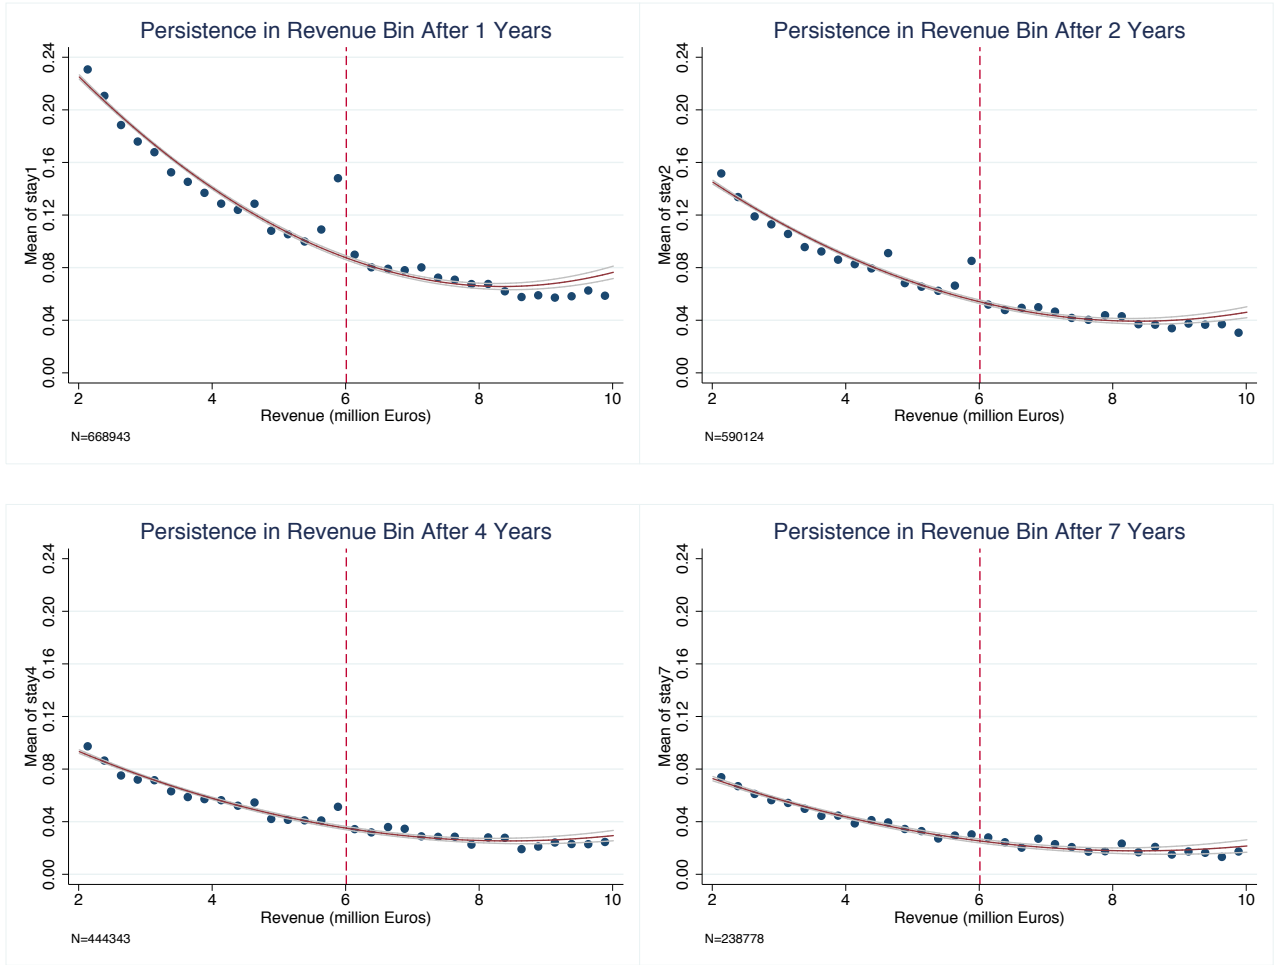 Persistence in Revenue Bin After 1 Years
Mean of stay1
0.24
0.20
0.16
0.12
0.08
0.04
0.00
2 4 6 8 10
Revenue (million Euros)
N=668943
Persistence in Revenue Bin After 2 Years
Mean of stay2
0.24
0.20
0.16
0.12
0.08
0.04
0.00
2 4 6 8 10
Revenue (million Euros)
N=590124
Persistence in Revenue Bin After 4 Years
Mean of stay4
0.24
0.20
0.16
0.12
0.08
0.04
0.00
2 4 6 8 10
Revenue (million Euros)
N=444343
Persistence in Revenue Bin After 7 Years
Mean of stay7
0.24
0.20
0.16
0.12
0.08
0.04
0.00
2 4 6 8 10
Revenue (million Euros)
N=238778